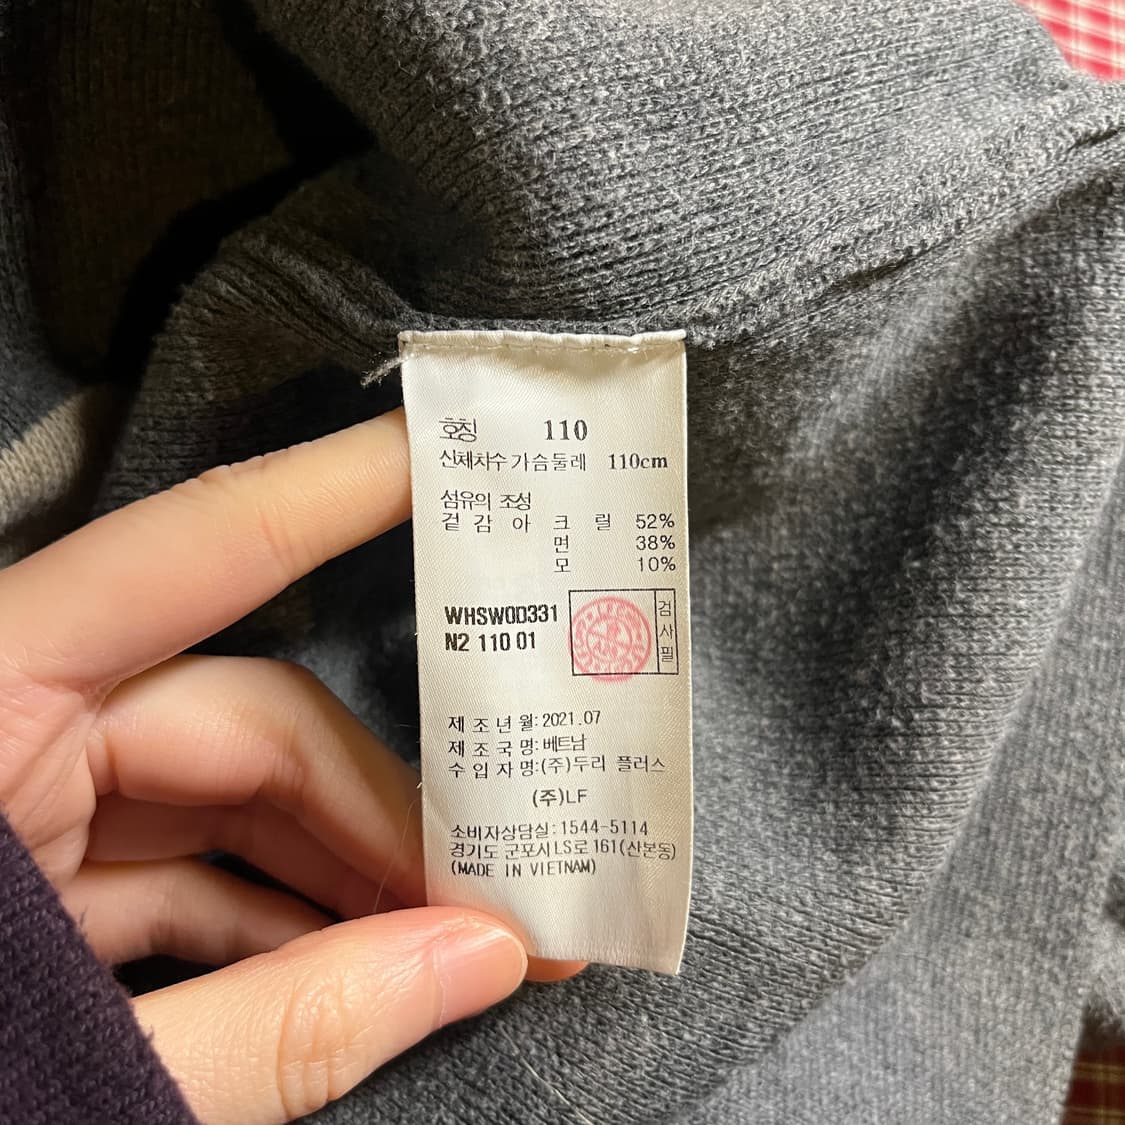 호칭 110
신체치수 가슴둘레 110cm
섬유의 조성
겉 감 아 크 릴 52%
면 38%
모 10%
WHSW0D331
N2 110 01
검사필
제 조 년 월: 2021.07
제 조 국 명: 베트남
수 입 자 명:(주)두리 플러스
(주)LF
소비자상담실: 1544-5114
경기도 군포시 LS로 161(산본동)
(MADE IN VIETNAM)